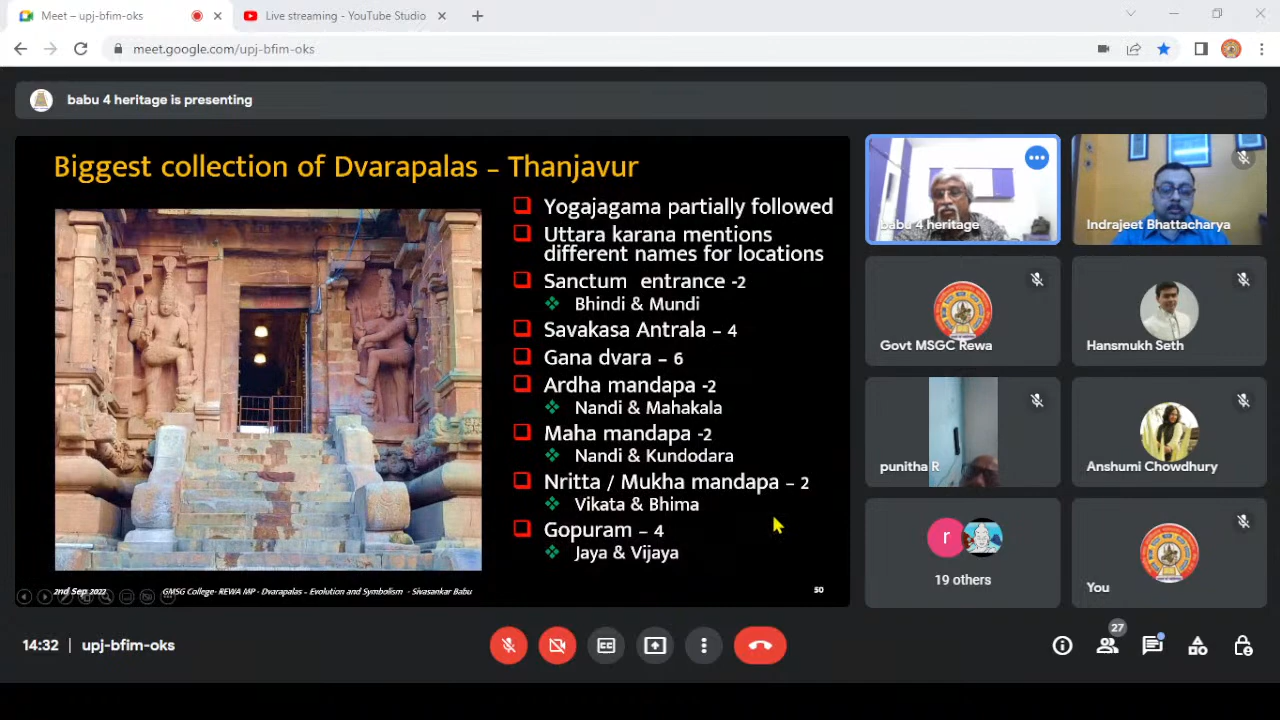 Meet – upj-bfim-oks
Live streaming - YouTube Studio
meet.google.com/upj-bfim-oks
babu 4 heritage is presenting
Biggest collection of Dvarapalas – Thanjavur
Yogajagama partially followed
Uttara karana mentions
different names for locations
Sanctum entrance -2
Bhindi & Mundi
Savakasa Antrala – 4
Gana dvara – 6
Ardha mandapa -2
Nandi & Mahakala
Maha mandapa -2
Nandi & Kundodara
Nritta / Mukha mandapa – 2
Vikata & Bhima
Gopuram – 4
Jaya & Vijaya
2nd Sep 2022
GMSG College- REWA MP - Dvarapalas – Evolution and Symbolism - Sivasankar Babu
50
babu 4 heritage
Indrajeet Bhattacharya
Govt MSGC Rewa
Hansmukh Seth
punitha R
Anshumi Chowdhury
r
19 others
You
14:32 | upj-bfim-oks
CC
27